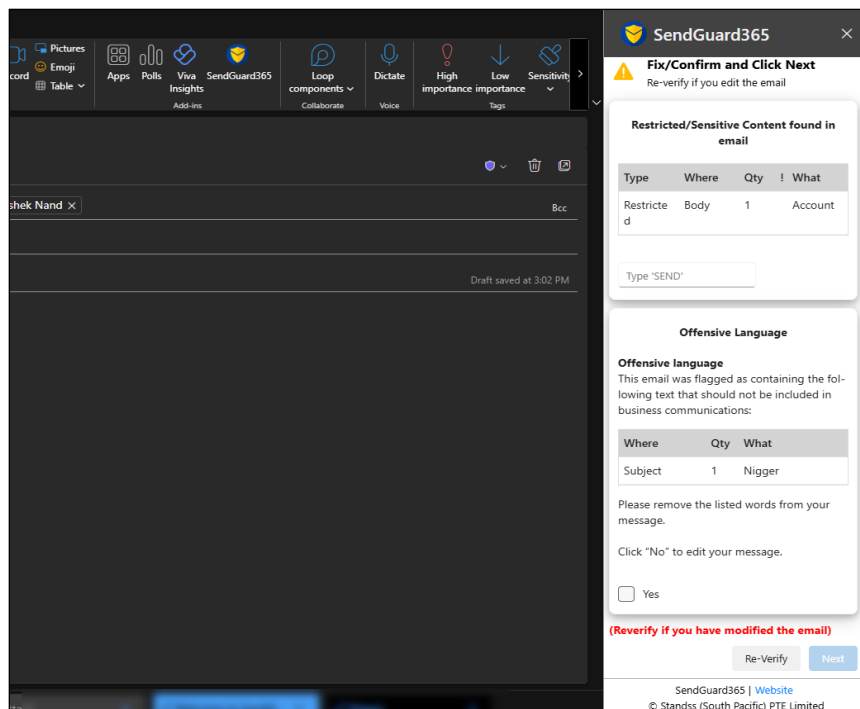 SendGuard365
Pictures
Emoji
Table
cord
Apps
Polls
Viva
Insights
SendGuard365
Add-ins
Loop
components
Collaborate
Dictate
Voice
High
importance
Low
importance
Sensitivity
Tags
shek Nand
Bcc
Draft saved at 3:02 PM
Fix/Confirm and Click Next
Re-verify if you edit the email
Restricted/Sensitive Content found in
email
Type Where Qty ! What
Restricte Body 1 Account
d
Type 'SEND'
Offensive Language
Offensive language
This email was flagged as containing the fol-
lowing text that should not be included in
business communications:
Where Qty What
Subject 1 Nigger
Please remove the listed words from your
message.
Click “No” to edit your message.
Yes
(Reverify if you have modified the email)
Re-Verify Next
SendGuard365 | Website
© Standss (South Pacific) PTE Limited